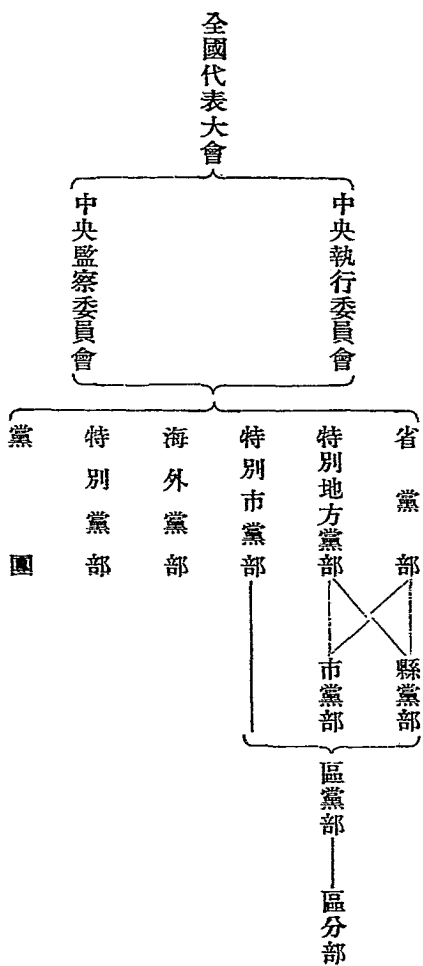 全國代表大會
中央執行委員會
中央監察委員會
省黨部
特別地方黨部
特別市黨部
海外黨部
特別黨部
黨團
縣黨部
市黨部
區黨部
區分部